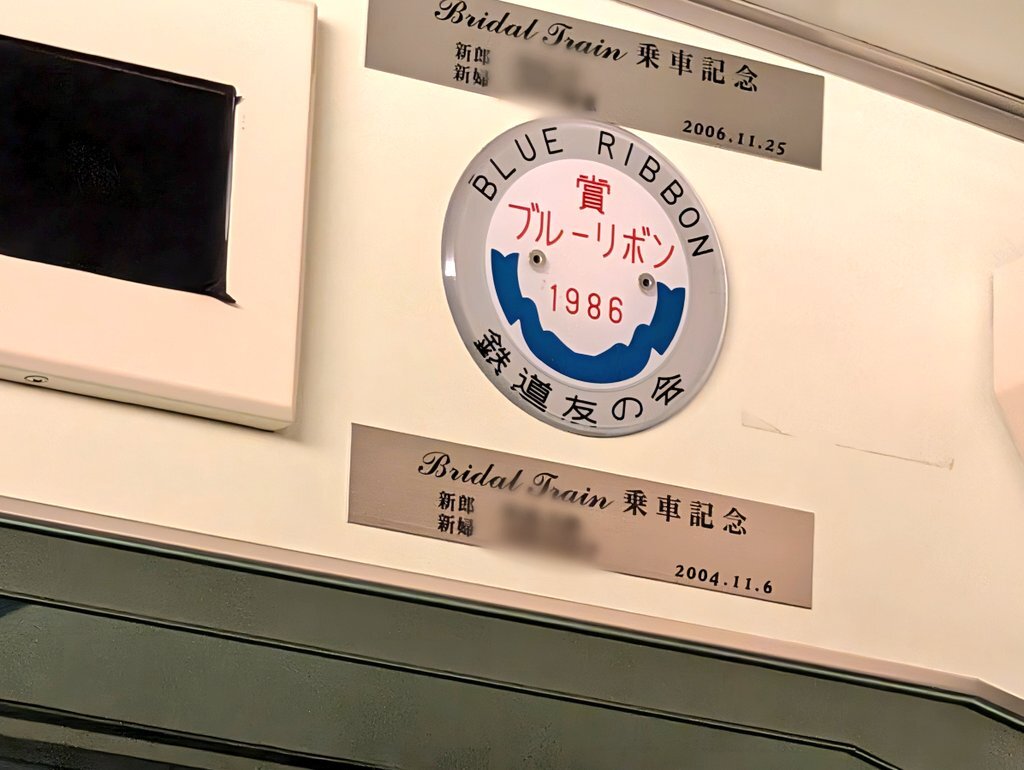 Bridal Train 乗車記念
新郎
新婦
2006.11.25
BLUE RIBBON
賞
ブルーリボン
1986
鉄道友の会
Bridal Train 乗車記念
新郎
新婦
2004.11.6